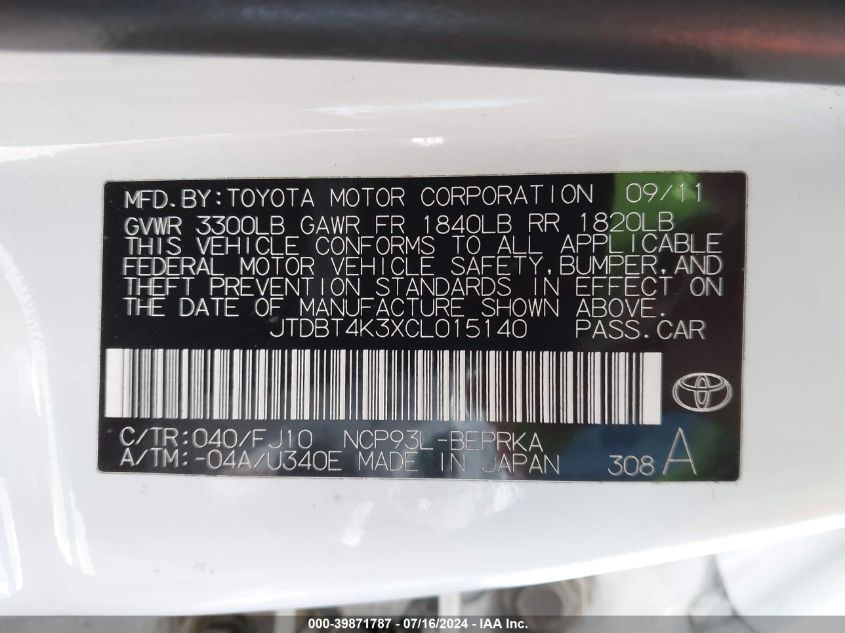 MFD.BY:TOYOTA MOTOR CORPORATION 09/11
GVWR 3300LB GAWR FR 1840LB RR 1820LB
THIS VEHICLE CONFORMS TO ALL APPLICABLE
FEDERAL MOTOR VEHICLE SAFETY,BUMPER,AND
THEFT PREVENTION STANDARDS IN EFFECT ON
THE DATE OF MANUFACTURE SHOWN ABOVE.
JTDBT4K3XCL015140 PASS.CAR
C/TR:040/FJ10 NCP93L-BEPRKA
A/TM:-04A/U340E MADE IN JAPAN 308 A
000-39871787 - 07/16/2024 - IAA Inc.